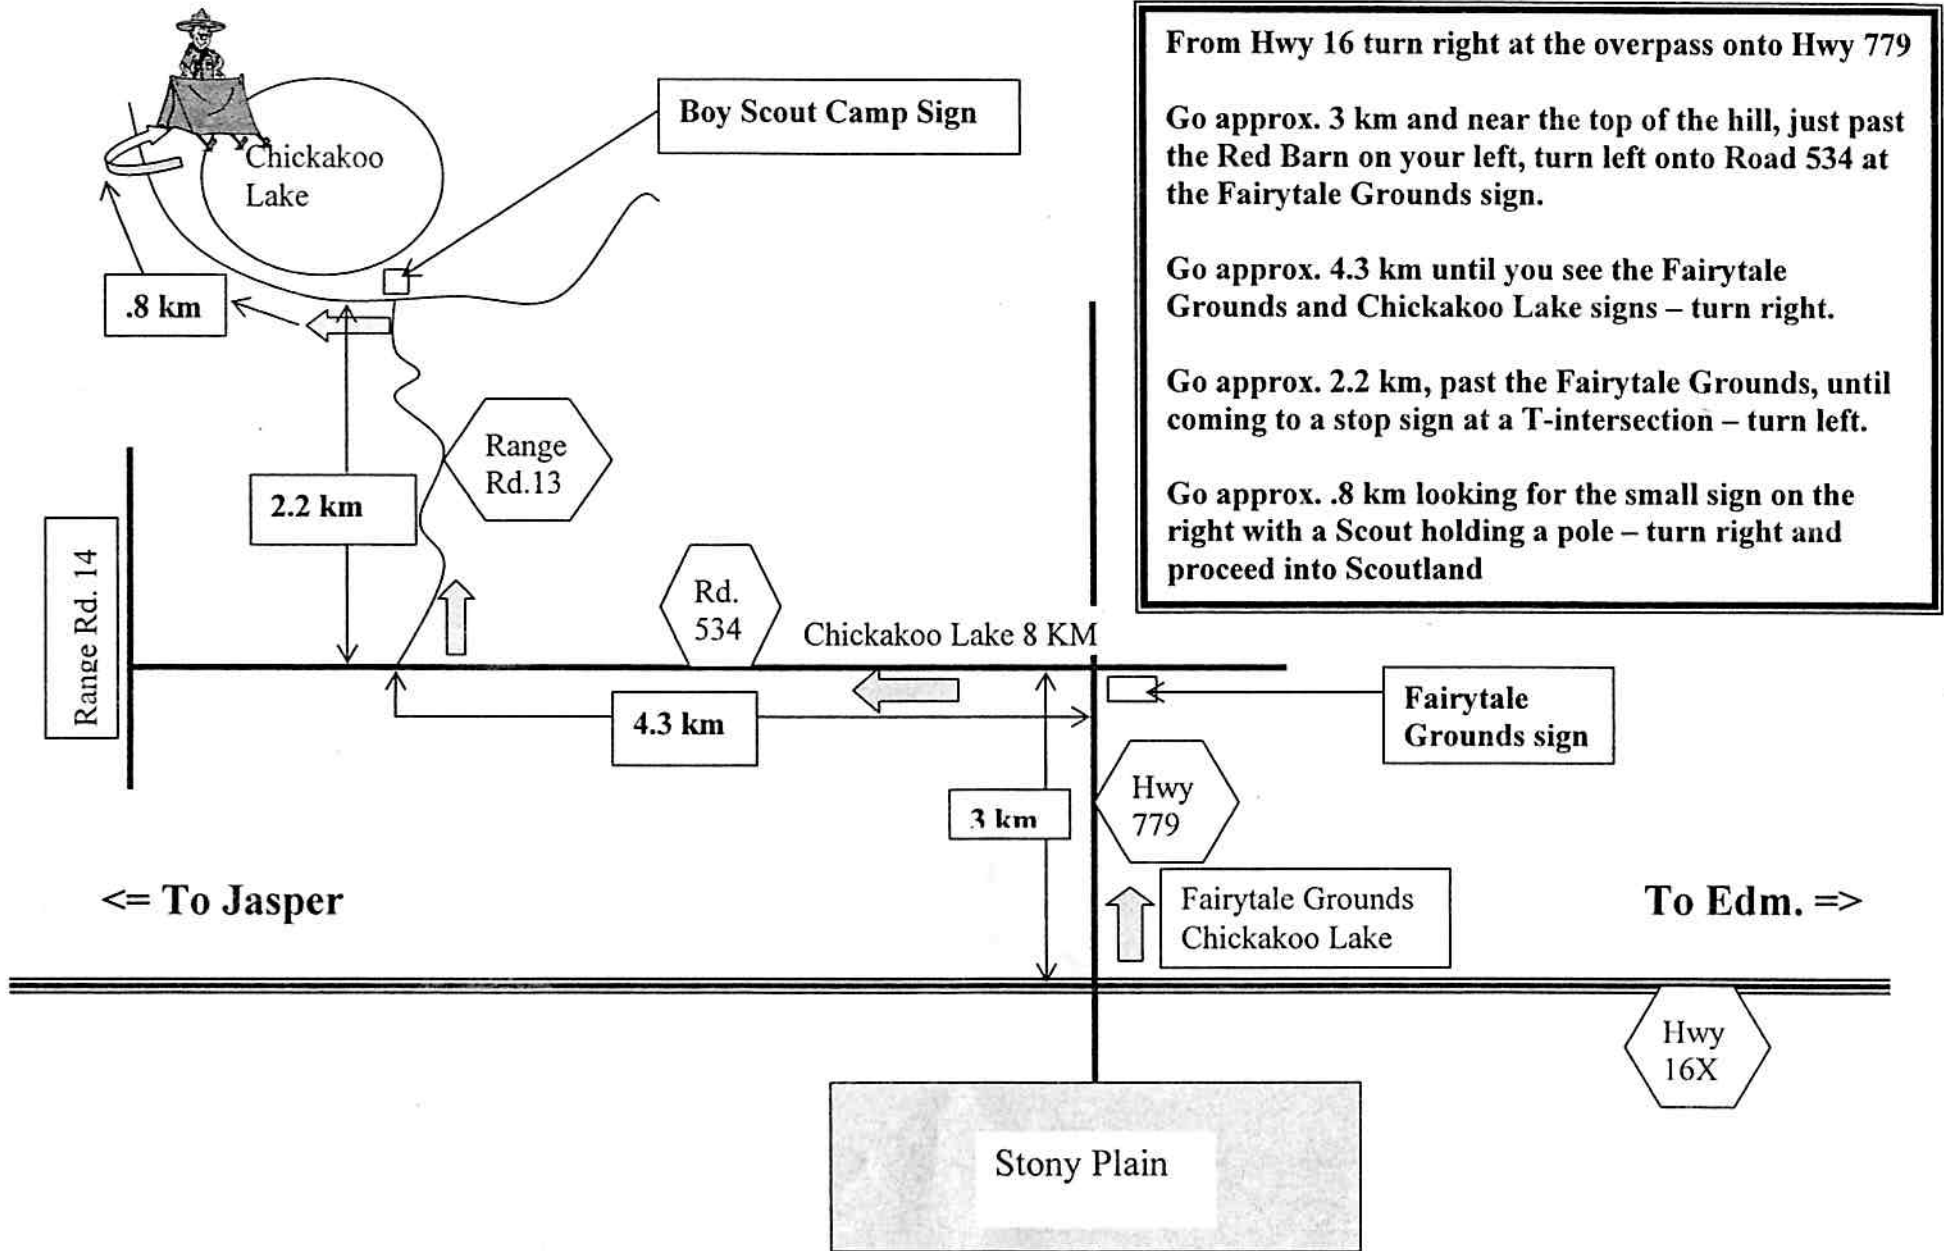 From Hwy 16 turn right at the overpass onto Hwy 779
Go approx. 3 km and near the top of the hill, just past
the Red Barn on your left, turn left onto Road 534 at
the Fairytale Grounds sign.
Go approx. 4.3 km until you see the Fairytale
Grounds and Chickakoo Lake signs – turn right.
Go approx. 2.2 km, past the Fairytale Grounds, until
coming to a stop sign at a T-intersection – turn left.
Go approx. .8 km looking for the small sign on the
right with a Scout holding a pole – turn right and
proceed into Scoutland
Boy Scout Camp Sign
Chickakoo
Lake
.8 km
Range
Rd.13
2.2 km
Range Rd. 14
Rd.
534
Chickakoo Lake 8 KM
4.3 km
Fairytale
Grounds sign
3 km
Hwy
779
<= To Jasper
Fairytale Grounds
Chickakoo Lake
To Edm. =>
Hwy
16X
Stony Plain